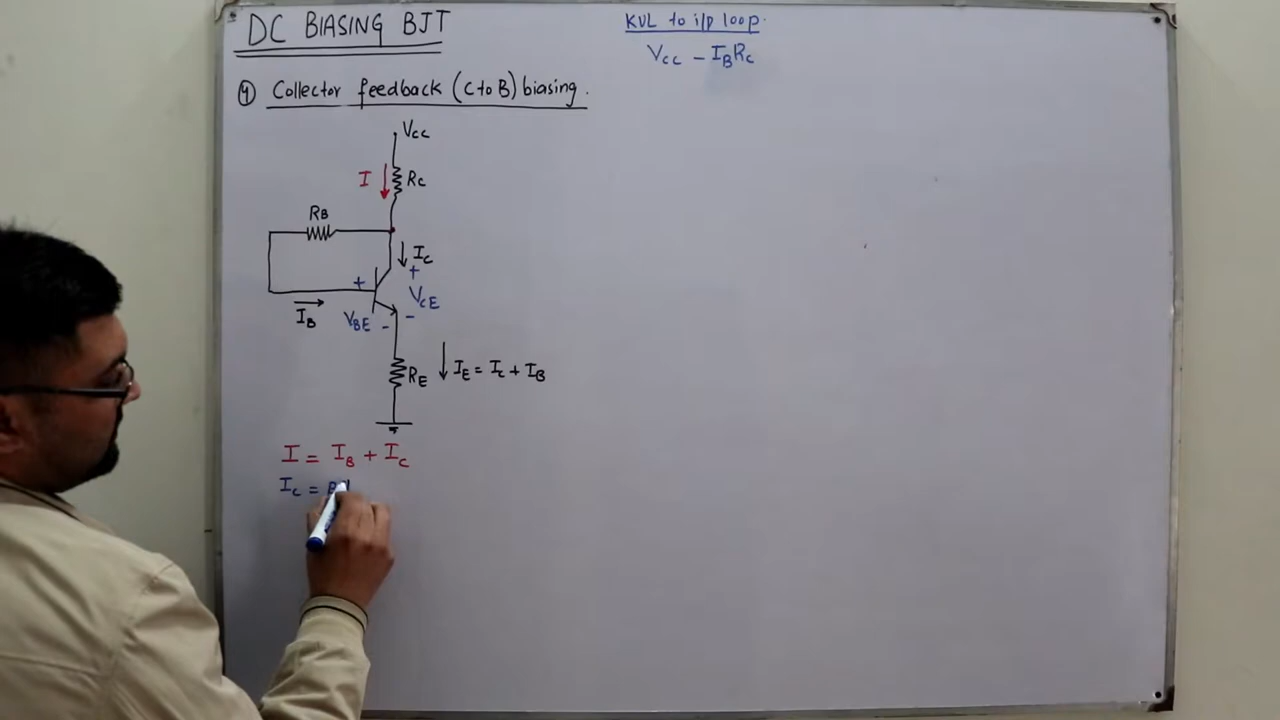 DC BIASING BJT
④ Collector feedback (C to B) biasing.
VCC
I
RC
RB
IC
+
+
VCE
IB
VBE -
-
RE
IE = IC + IB
I = IB + IC
IC = β
KVL to i/p loop.
VCC - IBRC